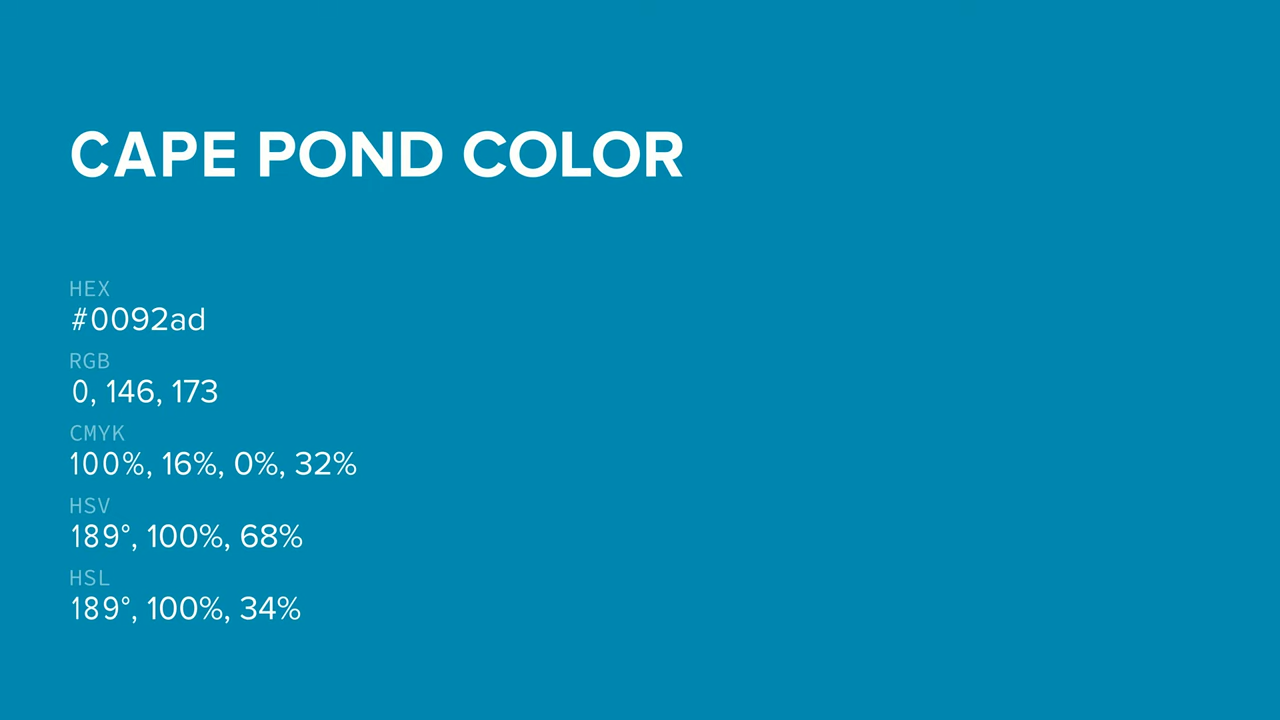 CAPE POND COLOR
HEX
#0092ad
RGB
0, 146, 173
CMYK
100%, 16%, 0%, 32%
HSV
189°, 100%, 68%
HSL
189°, 100%, 34%